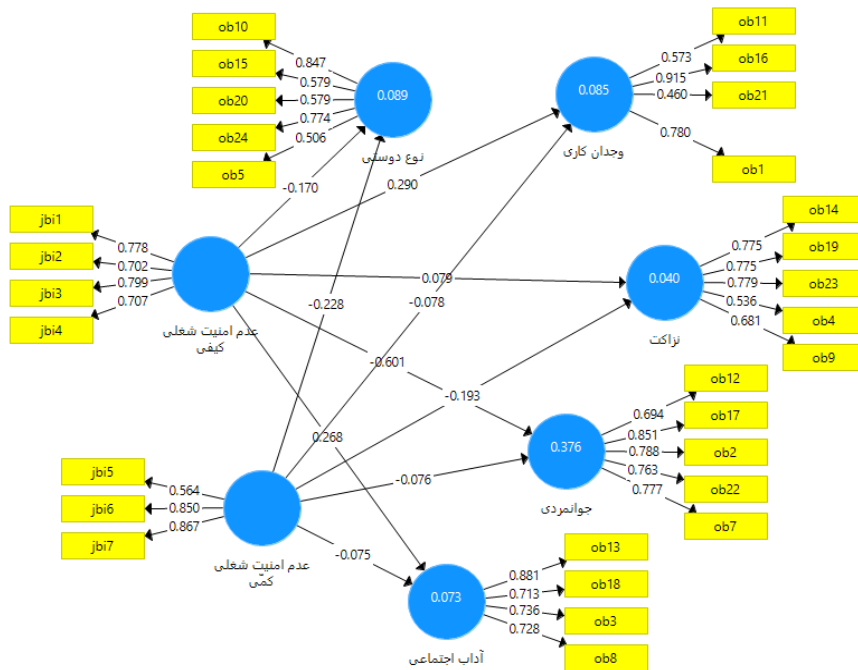 ob10
ob15
ob20
ob24
ob5
0.847
0.579
0.579
0.774
0.506
0.089
نوع دوستی
ob11
ob16
ob21
ob1
0.573
0.915
0.460
0.780
0.085
وجدان کاری
-0.170
0.290
jbi1
jbi2
jbi3
jbi4
0.778
0.702
0.799
0.707
عدم امنیت شغلی
کیفی
0.079
-0.228
-0.078
-0.601
-0.193
0.268
-0.076
-0.075
ob14
ob19
ob23
ob4
ob9
0.775
0.775
0.779
0.536
0.681
0.040
نزاکت
ob12
ob17
ob2
ob22
ob7
0.694
0.851
0.788
0.763
0.777
0.376
جوانمردی
jbi5
jbi6
jbi7
0.564
0.850
0.867
عدم امنیت شغلی
کمّی
ob13
ob18
ob3
ob8
0.881
0.713
0.736
0.728
0.073
آداب اجتماعی